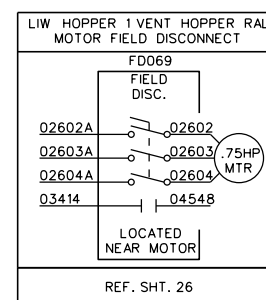 LIW HOPPER 1 VENT HOPPER RAL
MOTOR FIELD DISCONNECT
FD069
FIELD
DISC.
02602A 02602
02603A 02603 .75HP
MTR
02604A 02604
03414 04548
LOCATED
NEAR MOTOR
REF. SHT. 26